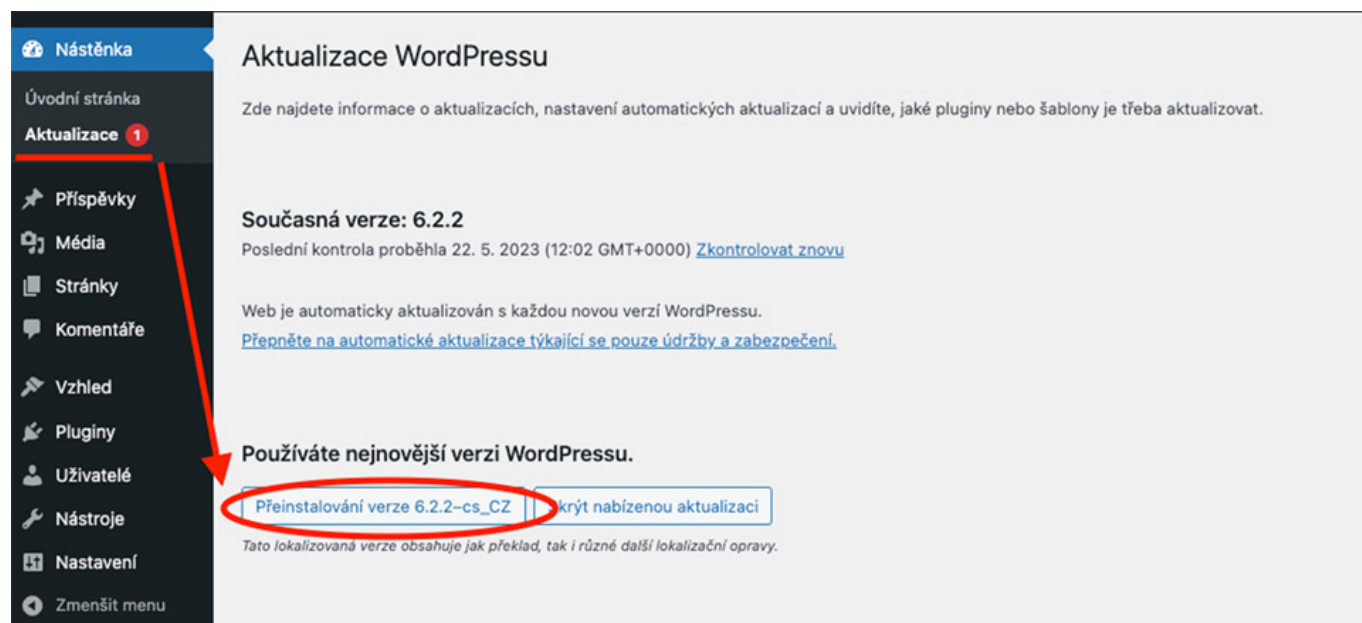 Nástěnka
Úvodní stránka
Aktualizace 1
Příspěvky
Média
Stránky
Komentáře
Vzhled
Pluginy
Uživatelé
Nástroje
Nastavení
Zmenšit menu
Aktualizace WordPressu
Zde najdete informace o aktualizacích, nastavení automatických aktualizací a uvidíte, jaké pluginy nebo šablony je třeba aktualizovat.
Současná verze: 6.2.2
Poslední kontrola proběhla 22. 5. 2023 (12:02 GMT+0000) Zkontrolovat znovu
Web je automaticky aktualizován s každou novou verzí WordPressu.
Přepněte na automatické aktualizace týkající se pouze údržby a zabezpečení.
Používáte nejnovější verzi WordPressu.
Přeinstalování verze 6.2.2–cs_CZ krýt nabízenou aktualizaci
Tato lokalizovaná verze obsahuje jak překlad, tak i různé další lokalizační opravy.